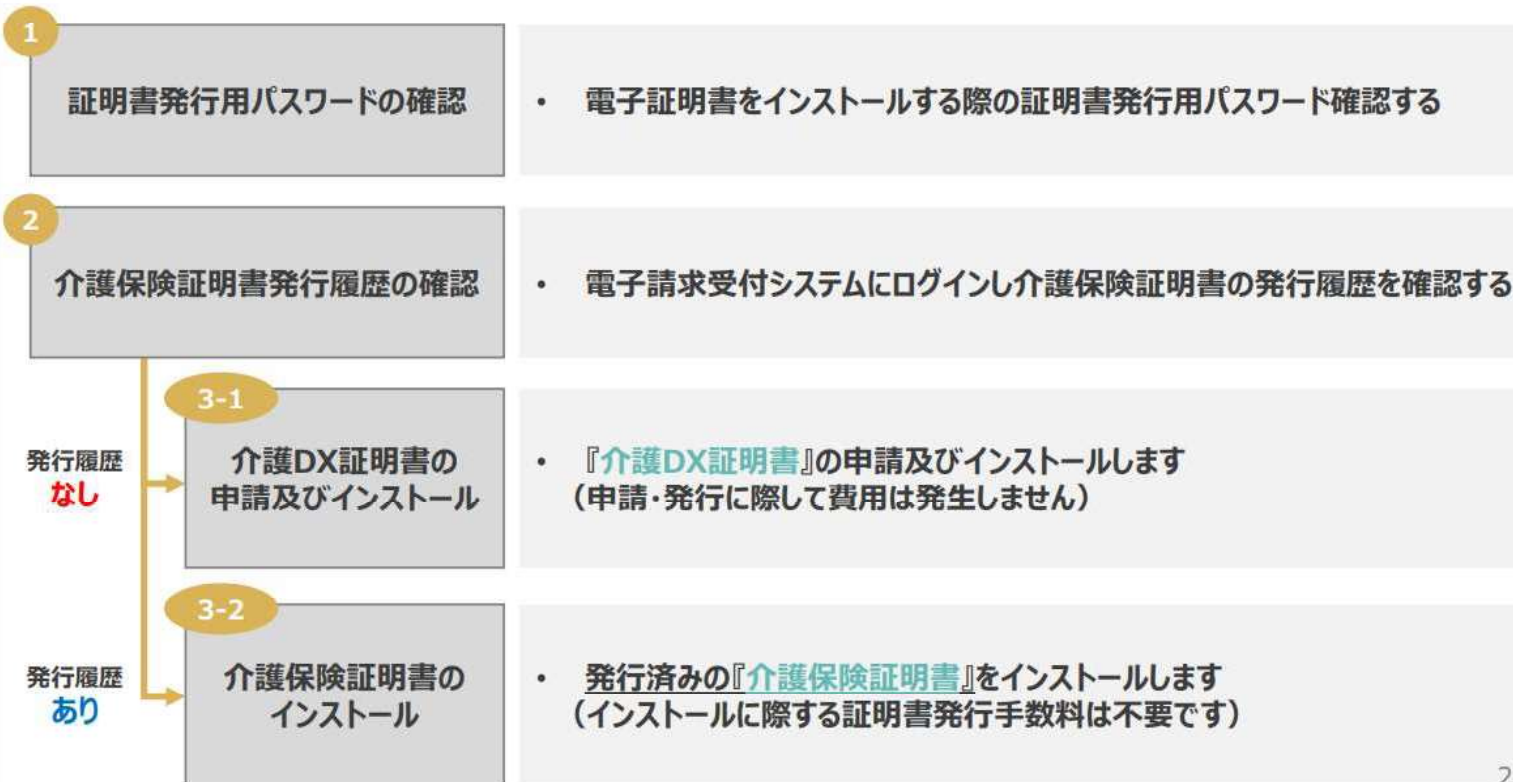 1
証明書発行用パスワードの確認
• 電子証明書をインストールする際の証明書発行用パスワード確認する
2
介護保険証明書発行履歴の確認
• 電子請求受付システムにログインし介護保険証明書の発行履歴を確認する
発行履歴
なし
3-1
介護DX証明書の
申請及びインストール
• 『介護DX証明書』の申請及びインストールします
(申請・発行に際して費用は発生しません)
発行履歴
あり
3-2
介護保険証明書の
インストール
• 発行済みの『介護保険証明書』をインストールします
(インストールに際する証明書発行手数料は不要です)
2